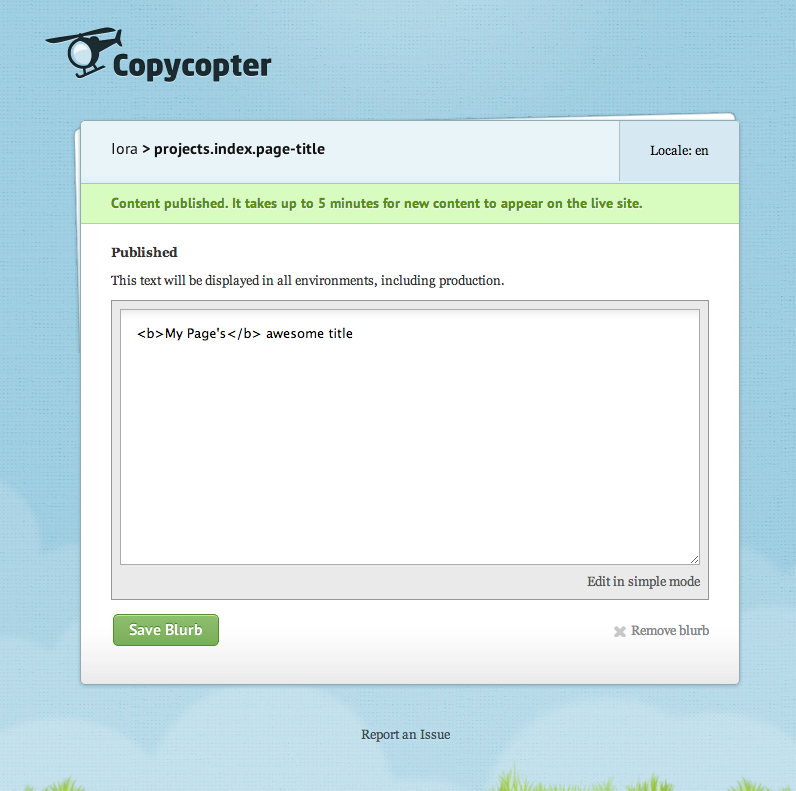 Copycopter
Iora > projects.index.page-title
Locale: en
Content published. It takes up to 5 minutes for new content to appear on the live site.
Published
This text will be displayed in all environments, including production.
<b>My Page's</b> awesome title
Edit in simple mode
Save Blurb
Remove blurb
Report an Issue